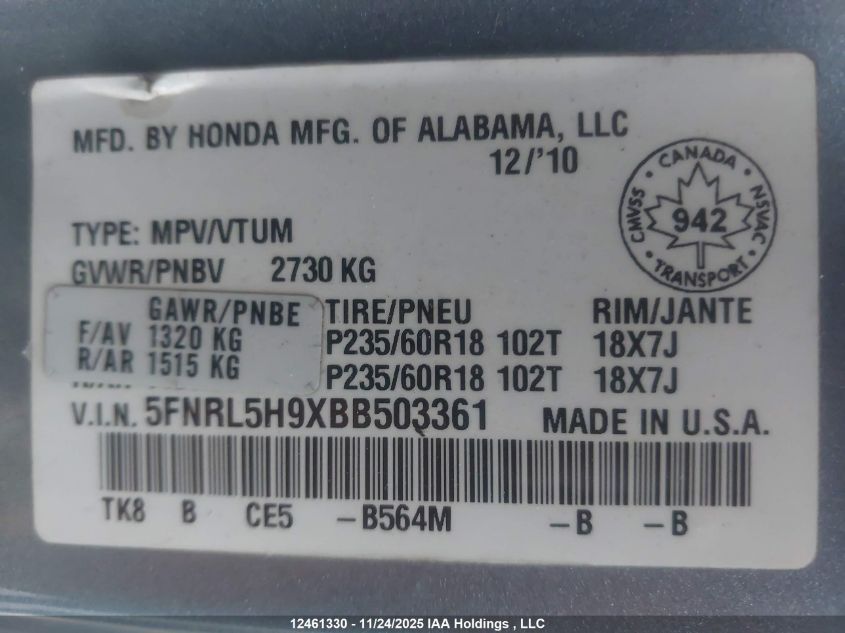 MFD. BY HONDA MFG. OF ALABAMA, LLC
12/'10
CANADA
CMVSS
942
NSVAC
TRANSPORT
TYPE: MPV/VTUM
GVWR/PNBV 2730 KG
GAWR/PNBE TIRE/PNEU RIM/JANTE
F/AV 1320 KG P235/60R18 102T 18X7J
R/AR 1515 KG P235/60R18 102T 18X7J
V.I.N. 5FNRL5H9XBB503361 MADE IN U.S.A.
TK8 B CE5 -B564M -B -B
12461330 - 11/24/2025 IAA Holdings , LLC